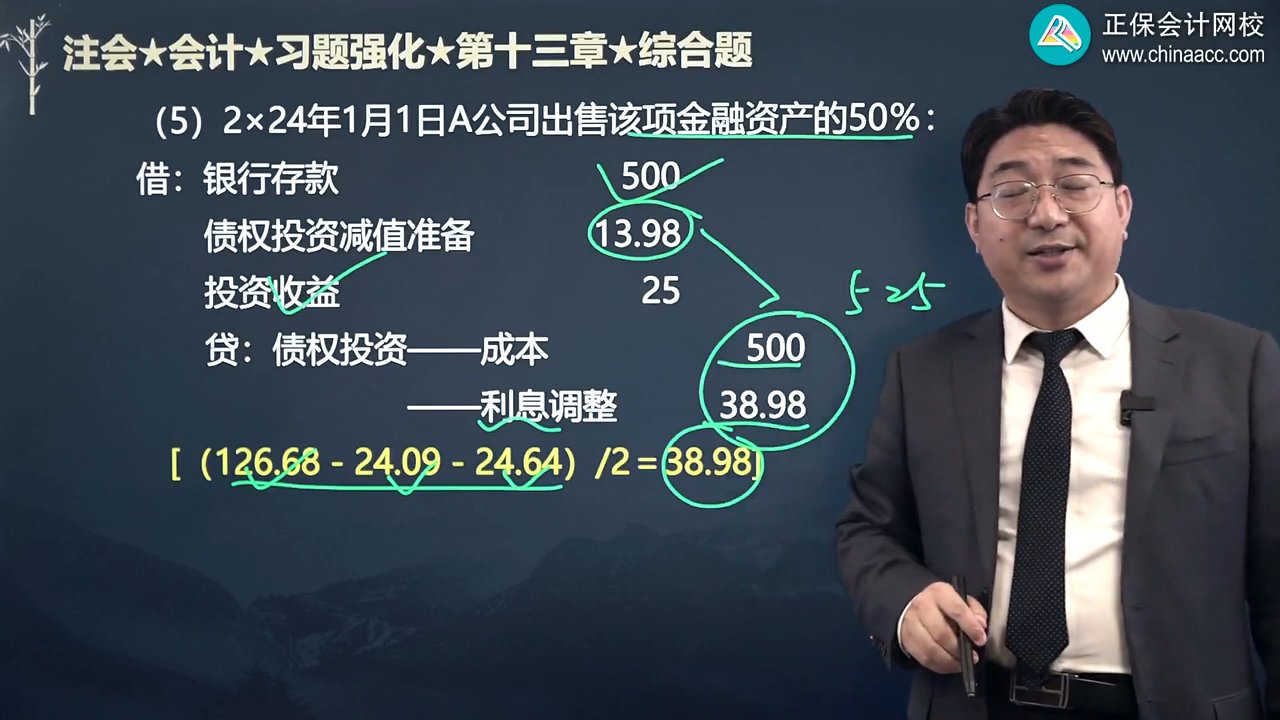 注会★会计★习题强化★第十三章★综合题
正保会计网校
www.chinaacc.com
（5）2×24年1月1日A公司出售该项金融资产的50%：
借：银行存款 500
债权投资减值准备 13.98
投资收益 25
525
贷：债权投资——成本 500
——利息调整 38.98
[（126.68－24.09－24.64）/2＝38.98]